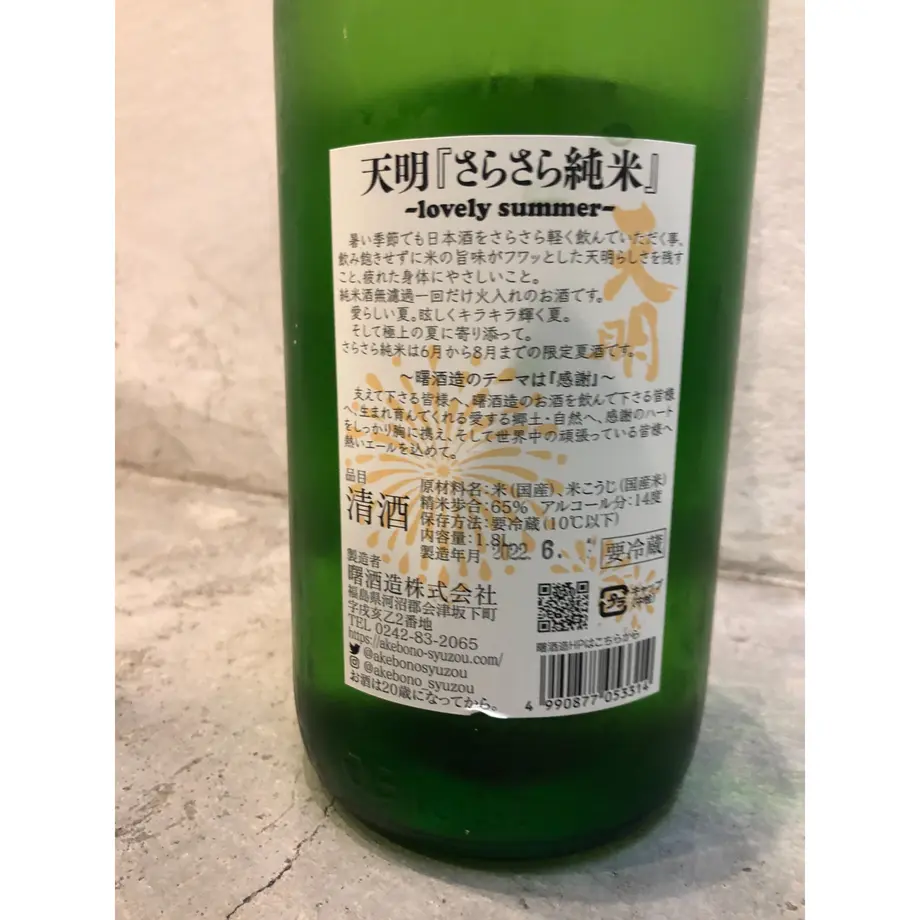 天明『さらさら純米』
~lovely summer~
暑い季節でも日本酒をさらさら軽く飲んでいただく事、
飲み飽きせずに米の旨味がフワッとした天明らしさを残す
こと、疲れた身体にやさしいこと。
純米酒無濾過一回だけ火入れのお酒です。
愛らしい夏。眩しくキラキラ輝く夏。
そして極上の夏に寄り添って。
さらさら純米は6月から8月までの限定夏酒です。
天明
～曙酒造のテーマは『感謝』～
支えて下さる皆様へ、曙酒造のお酒を飲んで下さる皆様
へ、生まれ育んでくれる愛する郷土・自然へ、感謝のハート
をしっかり胸に携え、そして世界中の頑張っている皆様へ
熱いエールを込めて。
品目
清酒
原材料名：米（国産）、米こうじ（国産米）
精米歩合：65% アルコール分：14度
保存方法：要冷蔵（10℃以下）
内容量：1.8L
製造年月 2022. 6.
要冷蔵
製造者
曙酒造株式会社
福島県河沼郡会津坂下町
字戌亥乙2番地
TEL 0242-83-2065
https://akebono-syuzou.com/
@akebonosyuzou
@akebono_syuzou
お酒は20歳になってから。
キャップ
曙酒造HPはこちらから
4 990877 053314